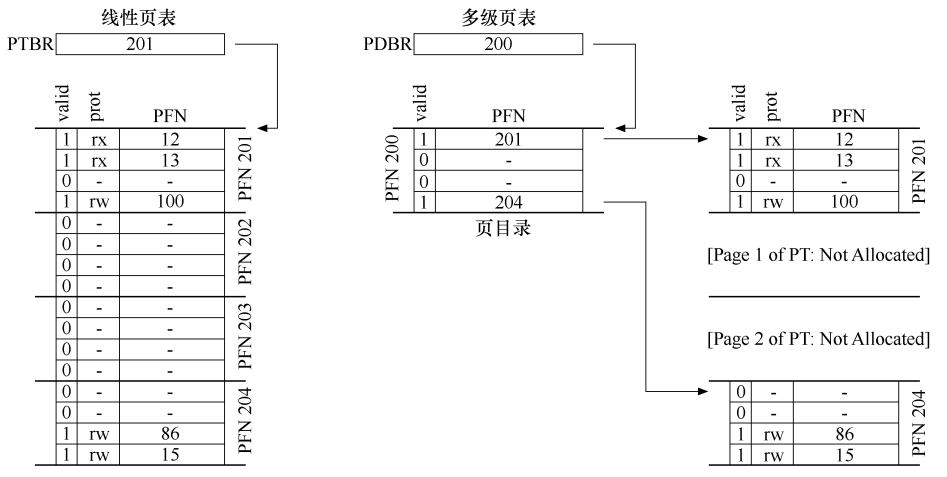 线性页表
PTBR 201
valid prot PFN
1 rx 12
1 rx 13
0 - -
1 rw 100
PFN 201
0 - -
0 - -
0 - -
0 - -
PFN 202
0 - -
0 - -
0 - -
0 - -
PFN 203
0 - -
0 - -
1 rw 86
1 rw 15
PFN 204
多级页表
PDBR 200
valid PFN
PFN 200
1 201
0 -
0 -
1 204
页目录
valid prot PFN
1 rx 12
1 rx 13
0 - -
1 rw 100
PFN 201
[Page 1 of PT: Not Allocated]
[Page 2 of PT: Not Allocated]
0 - -
0 - -
1 rw 86
1 rw 15
PFN 204